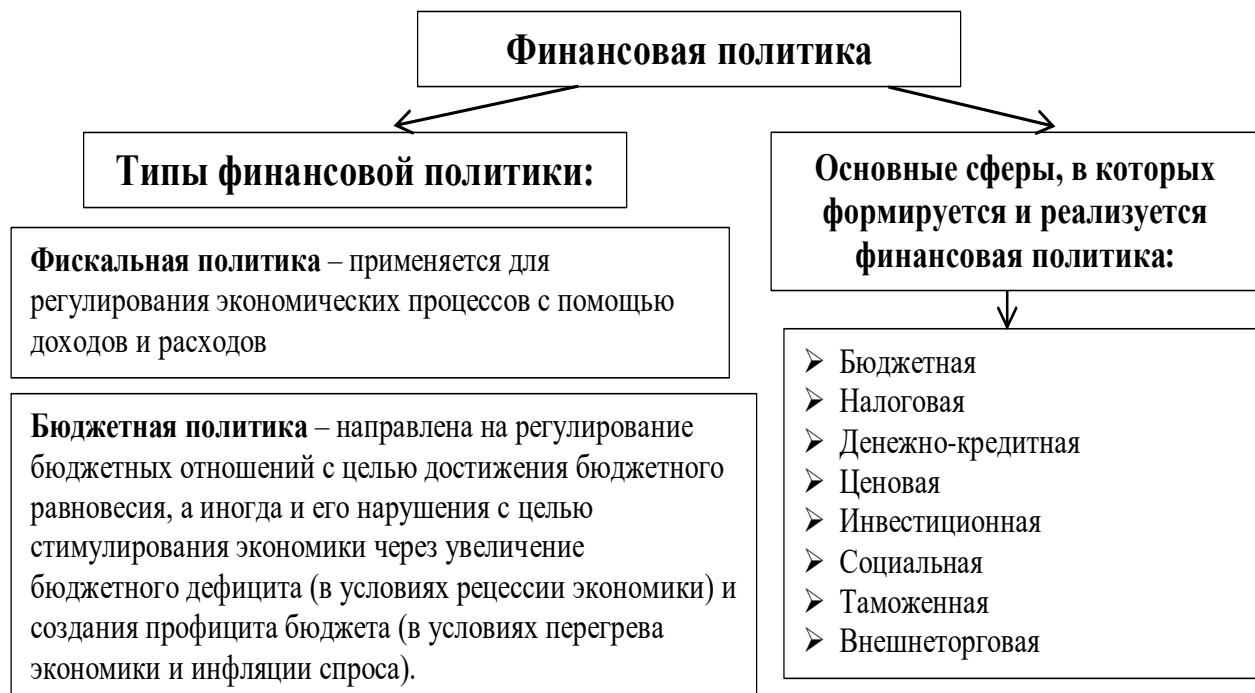 Финансовая политика
Типы финансовой политики:
Фискальная политика – применяется для
регулирования экономических процессов с помощью
доходов и расходов
Бюджетная политика – направлена на регулирование
бюджетных отношений с целью достижения бюджетного
равновесия, а иногда и его нарушения с целью
стимулирования экономики через увеличение
бюджетного дефицита (в условиях рецессии экономики) и
создания профицита бюджета (в условиях перегрева
экономики и инфляции спроса).
Основные сферы, в которых
формируется и реализуется
финансовая политика:
Бюджетная
Налоговая
Денежно-кредитная
Ценовая
Инвестиционная
Социальная
Таможенная
Внешнеторговая